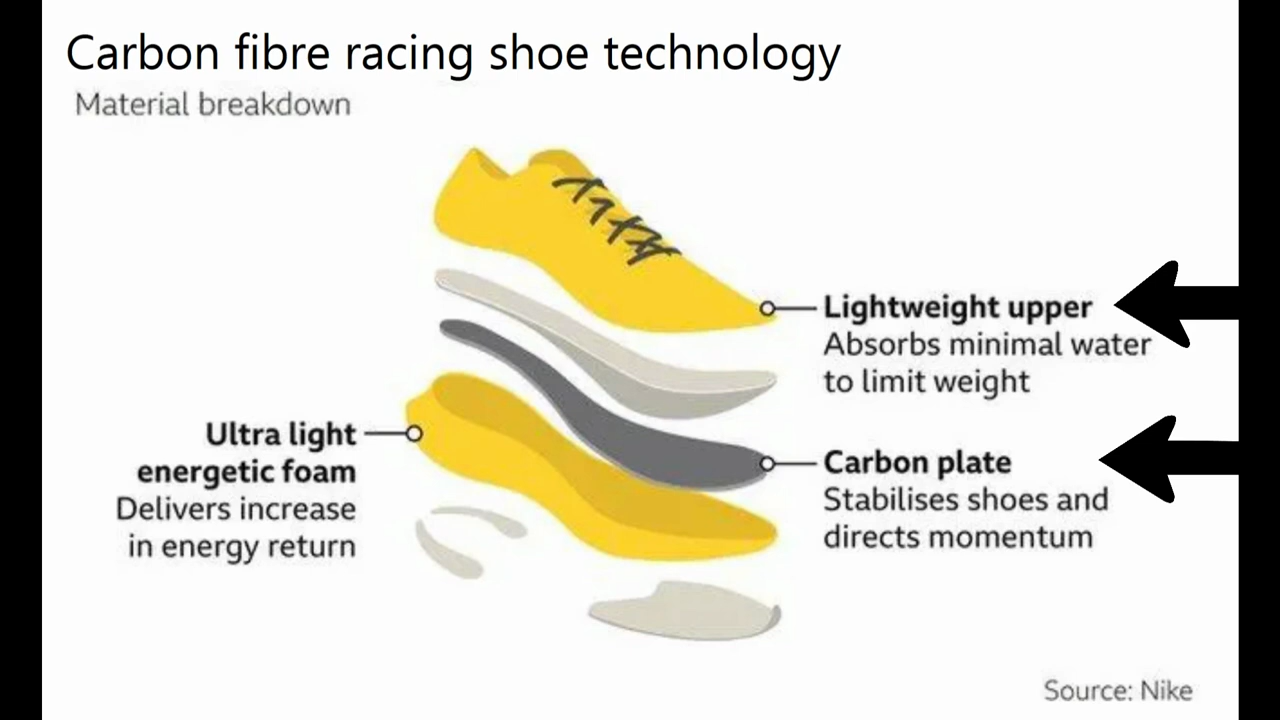 Carbon fibre racing shoe technology
Material breakdown
Lightweight upper
Absorbs minimal water
to limit weight
Ultra light
energetic foam
Delivers increase
in energy return
Carbon plate
Stabilises shoes and
directs momentum
Source: Nike